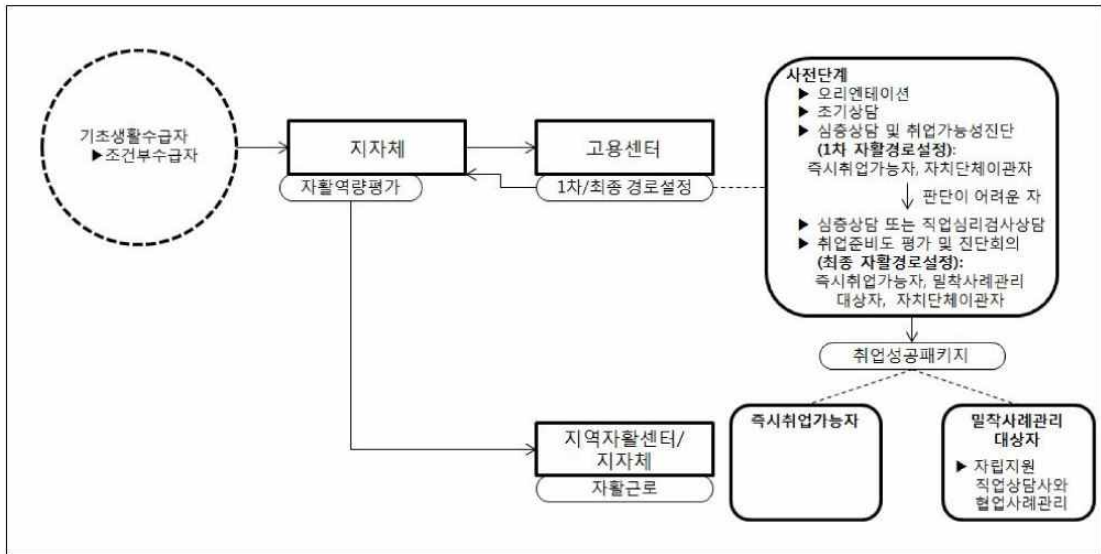 기초생활수급자
▶조건부수급자
지자체
자활역량평가
고용센터
1차/최종 경로설정
사전단계
▶ 오리엔테이션
▶ 조기상담
▶ 심층상담 및 취업가능성진단
(1차 자활경로설정):
즉시취업가능자, 자치단체이관자
판단이 어려운 자
▶ 심층상담 또는 직업심리검사상담
▶ 취업준비도 평가 및 진단회의
(최종 자활경로설정):
즉시취업가능자, 밀착사례관리
대상자, 자치단체이관자
취업성공패키지
지역자활센터/
지자체
자활근로
즉시취업가능자
밀착사례관리
대상자
▶ 자립지원
직업상담사와
협업사례관리